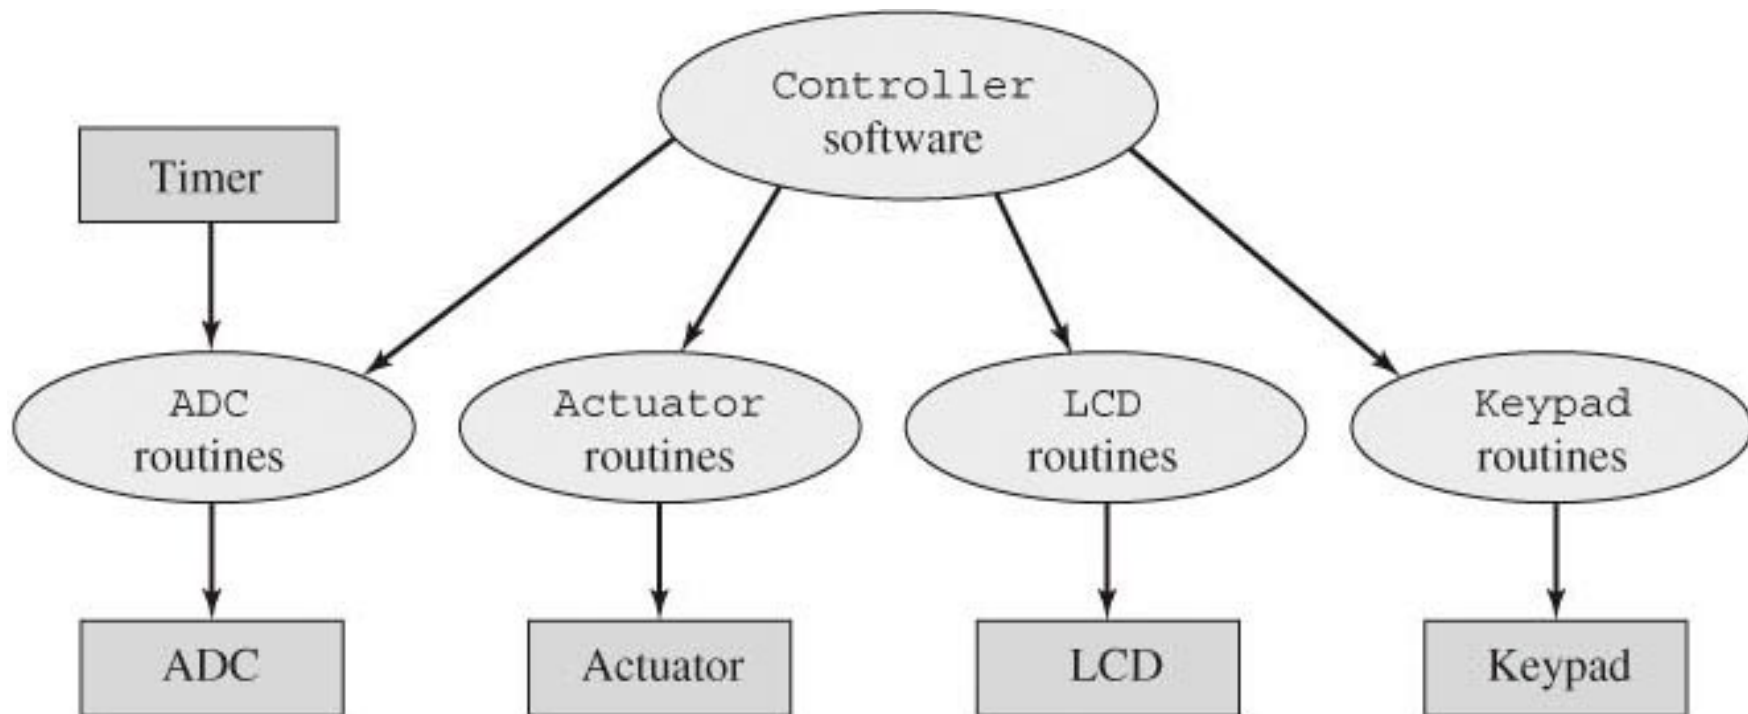 Controller
software
Timer
ADC
routines
Actuator
routines
LCD
routines
Keypad
routines
ADC
Actuator
LCD
Keypad